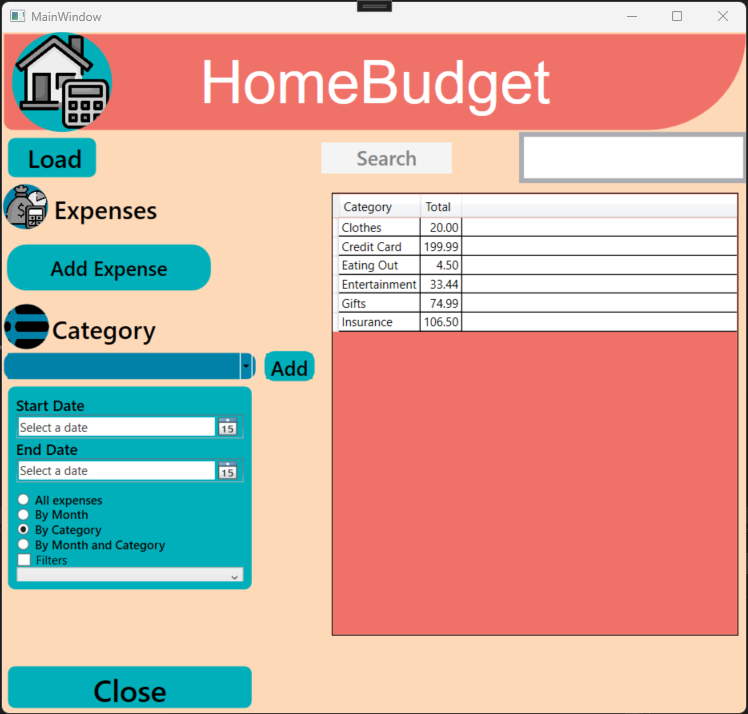 MainWindow
HomeBudget
Load
Search
Expenses
Add Expense
Category
Add
Start Date
Select a date
15
End Date
Select a date
15
All expenses
By Month
By Category
By Month and Category
Filters
Close
Category Total
Clothes 20.00
Credit Card 199.99
Eating Out 4.50
Entertainment 33.44
Gifts 74.99
Insurance 106.50